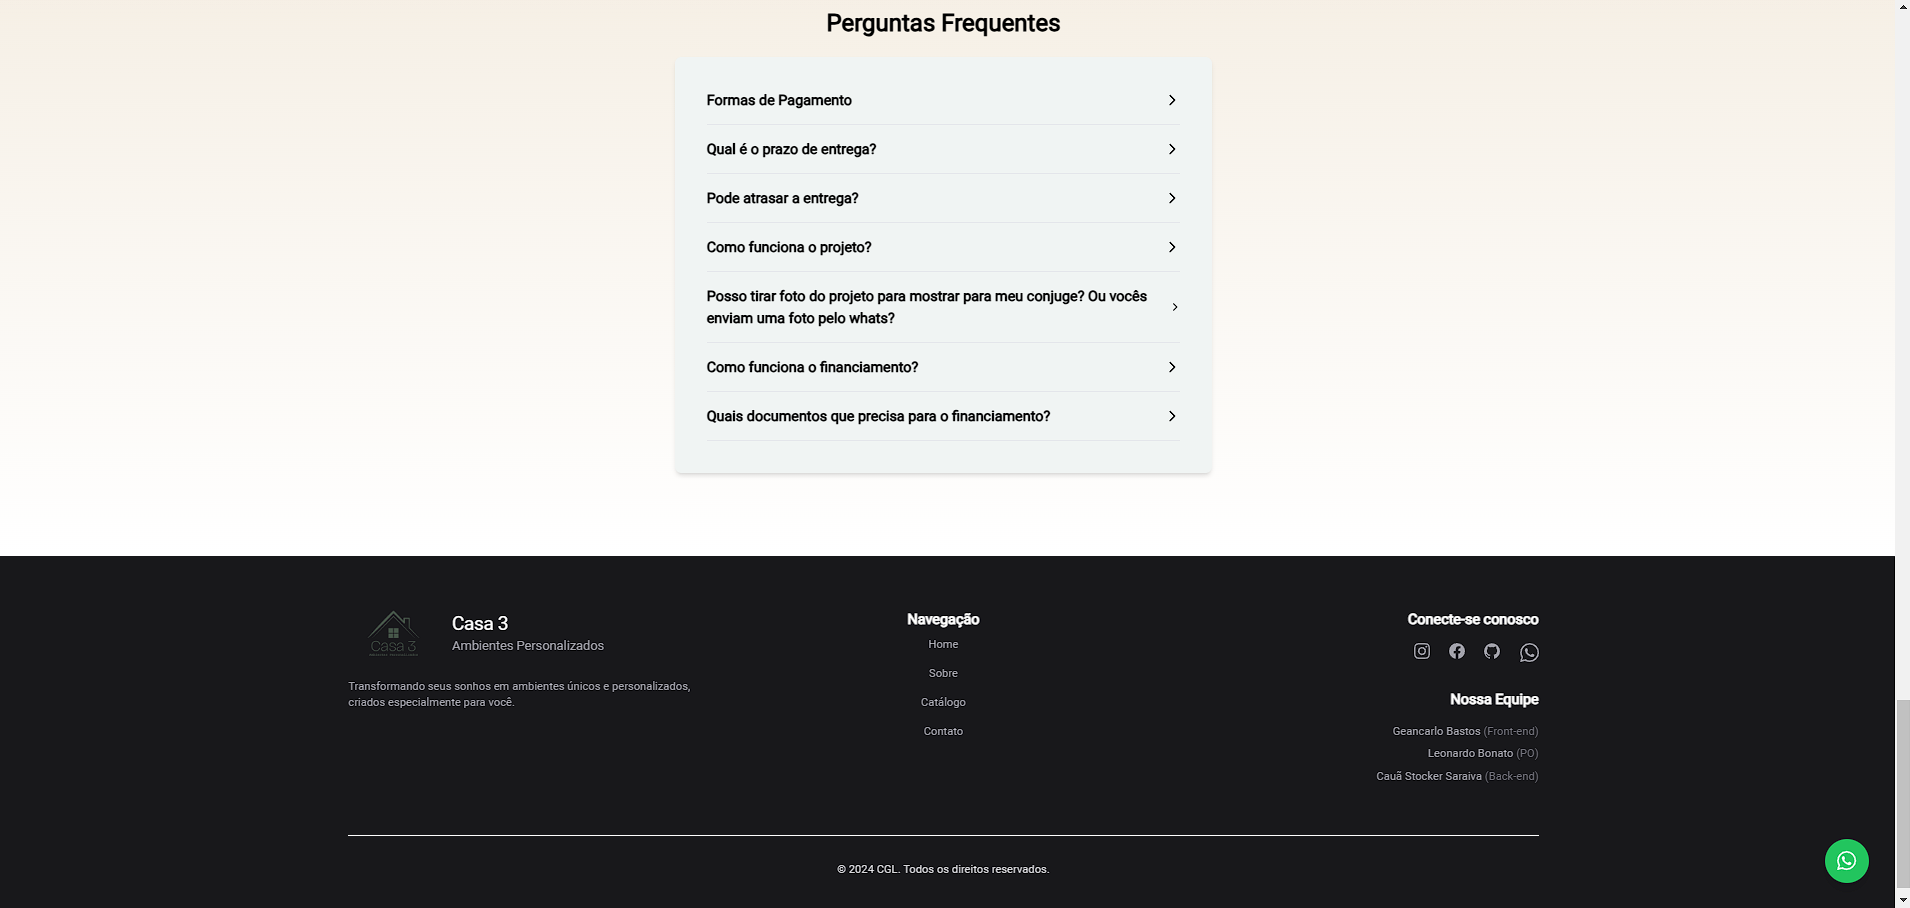 Perguntas Frequentes
Formas de Pagamento
Qual é o prazo de entrega?
Pode atrasar a entrega?
Como funciona o projeto?
Posso tirar foto do projeto para mostrar para meu conjuge? Ou vocês
enviam uma foto pelo whats?
Como funciona o financiamento?
Quais documentos que precisa para o financiamento?
Casa 3
Casa 3
Ambientes Personalizados
Transformando seus sonhos em ambientes únicos e personalizados,
criados especialmente para você.
Navegação
Home
Sobre
Catálogo
Contato
Conecte-se conosco
Nossa Equipe
Geancarlo Bastos (Front-end)
Leonardo Bonato (PO)
Cauã Stocker Saraiva (Back-end)
© 2024 CGL. Todos os direitos reservados.